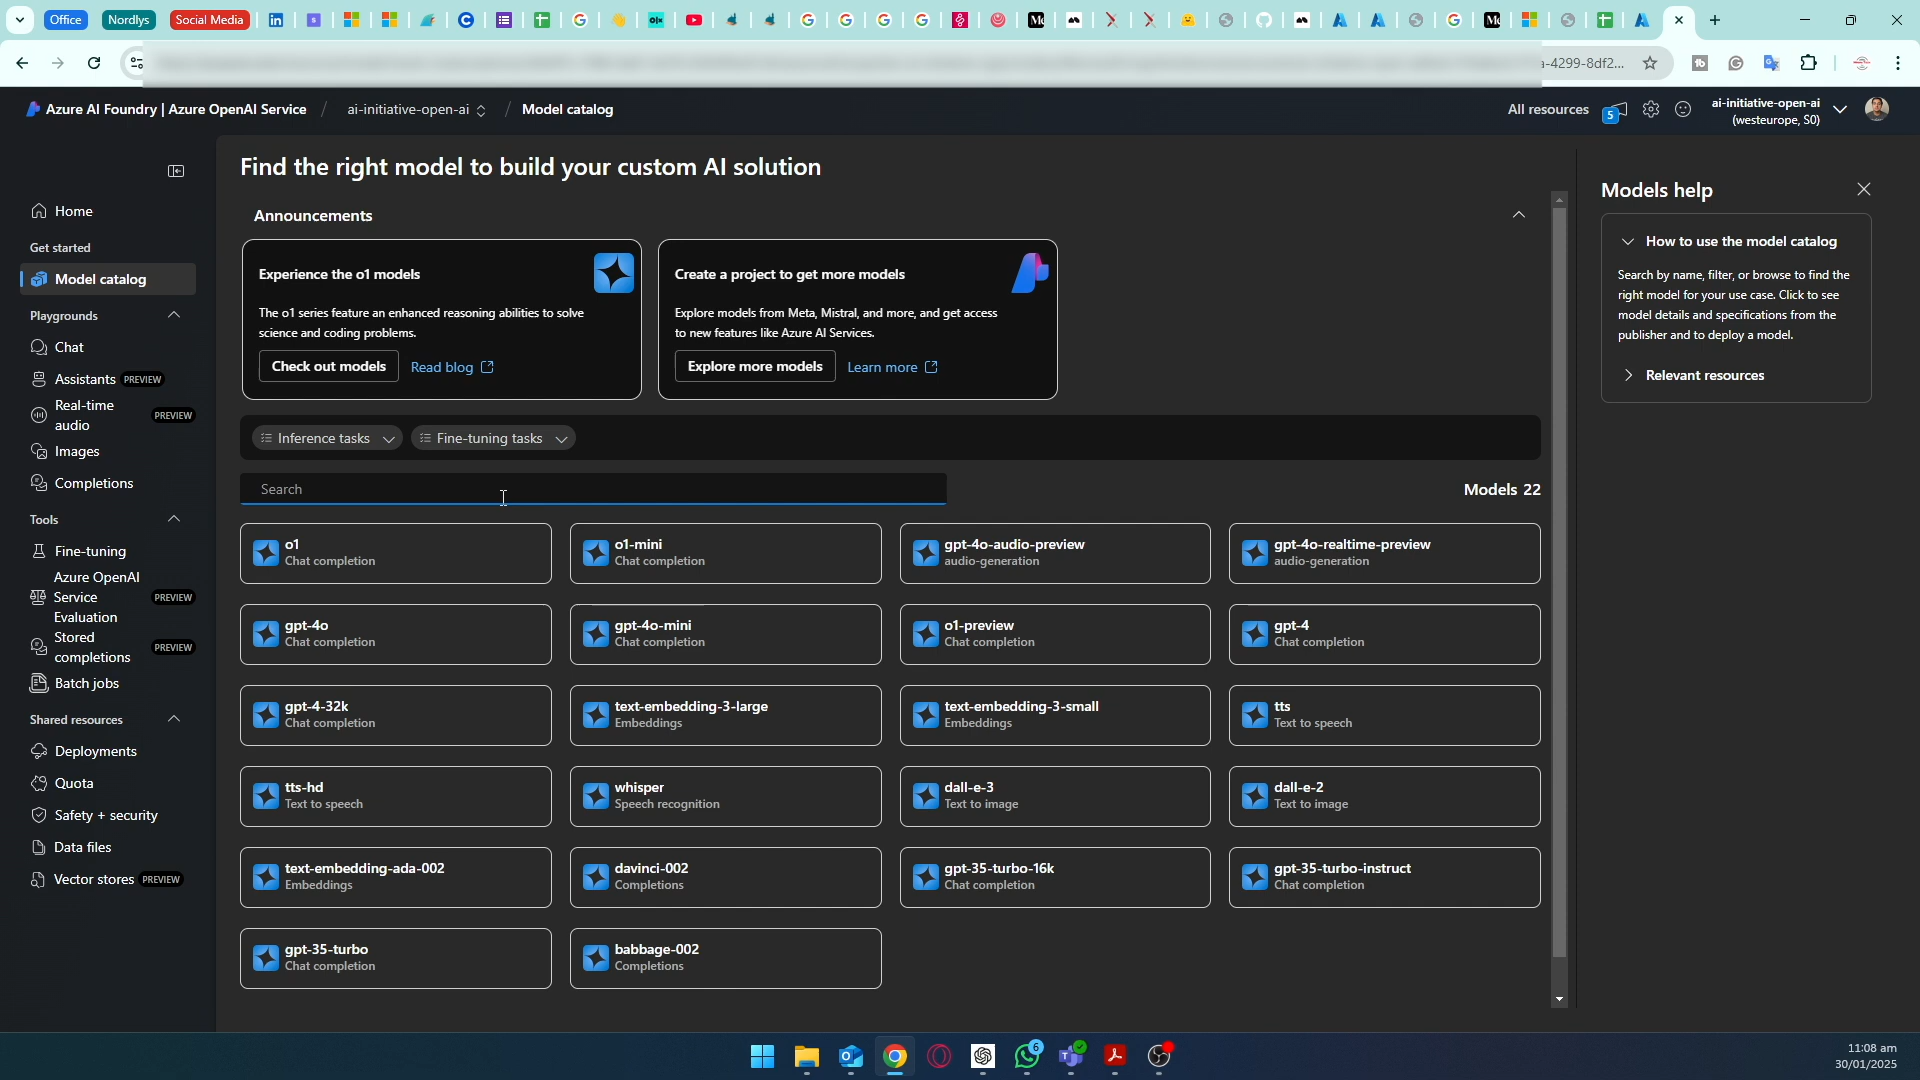 Office
Nordlys
Social Media
a-4299-8df2...
Azure AI Foundry | Azure OpenAI Service / ai-initiative-open-ai / Model catalog
All resources
5
ai-initiative-open-ai
(westeurope, S0)
Home
Get started
Model catalog
Playgrounds
Chat
Assistants PREVIEW
Real-time
audio
PREVIEW
Images
Completions
Tools
Fine-tuning
Azure OpenAI
Service
Evaluation
PREVIEW
Stored
completions
PREVIEW
Batch jobs
Shared resources
Deployments
Quota
Safety + security
Data files
Vector stores PREVIEW
Find the right model to build your custom AI solution
Announcements
Experience the o1 models
The o1 series feature an enhanced reasoning abilities to solve
science and coding problems.
Check out models
Read blog
Create a project to get more models
Explore models from Meta, Mistral, and more, and get access
to new features like Azure AI Services.
Explore more models
Learn more
Inference tasks
Fine-tuning tasks
Search
Models 22
o1
Chat completion
o1-mini
Chat completion
gpt-4o-audio-preview
audio-generation
gpt-4o-realtime-preview
audio-generation
gpt-4o
Chat completion
gpt-4o-mini
Chat completion
o1-preview
Chat completion
gpt-4
Chat completion
gpt-4-32k
Chat completion
text-embedding-3-large
Embeddings
text-embedding-3-small
Embeddings
tts
Text to speech
tts-hd
Text to speech
whisper
Speech recognition
dall-e-3
Text to image
dall-e-2
Text to image
text-embedding-ada-002
Embeddings
davinci-002
Completions
gpt-35-turbo-16k
Chat completion
gpt-35-turbo-instruct
Chat completion
gpt-35-turbo
Chat completion
babbage-002
Completions
Models help
How to use the model catalog
Search by name, filter, or browse to find the
right model for your use case. Click to see
model details and specifications from the
publisher and to deploy a model.
Relevant resources
6
11:08 am
30/01/2025